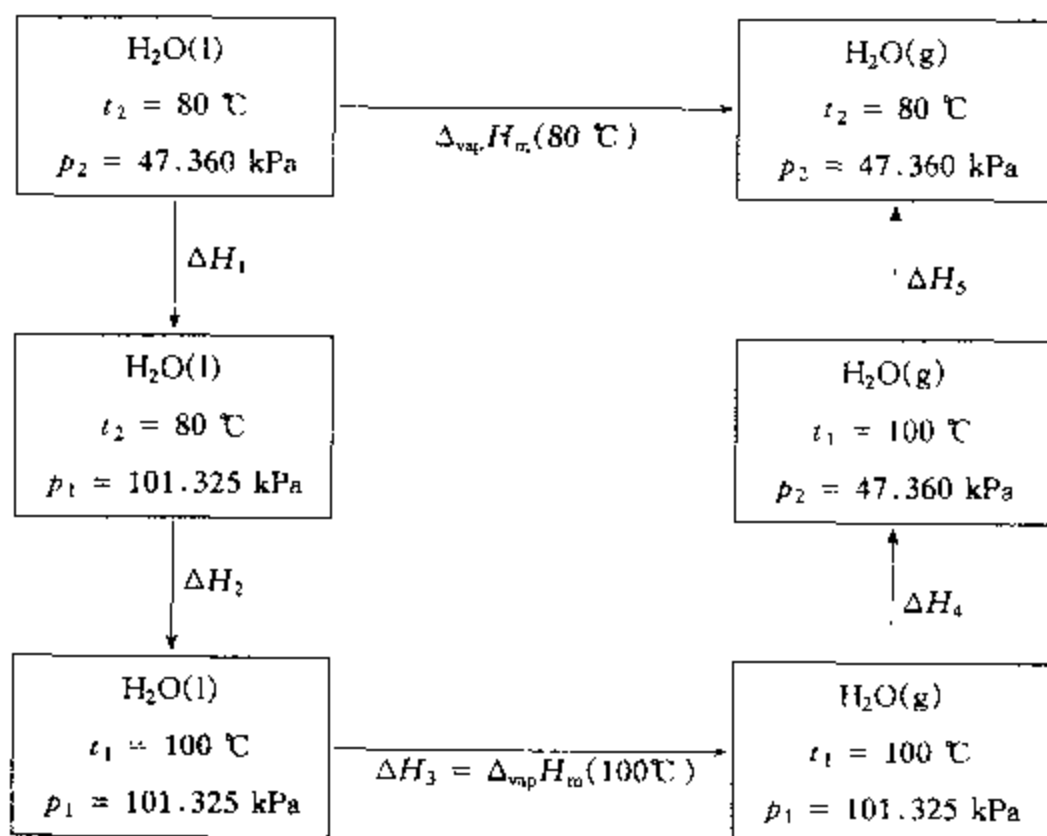 H₂O(l)
t₂ = 80 ℃
p₂ = 47.360 kPa
Δvap Hm(80 ℃)
H₂O(g)
t₂ = 80 ℃
p₂ = 47.360 kPa
ΔH₁
ΔH₅
H₂O(l)
t₂ = 80 ℃
p₁ = 101.325 kPa
H₂O(g)
t₁ = 100 ℃
p₂ = 47.360 kPa
ΔH₂
ΔH₄
H₂O(l)
t₁ = 100 ℃
p₁ = 101.325 kPa
ΔH₃ = Δvap Hm(100℃)
H₂O(g)
t₁ = 100 ℃
p₁ = 101.325 kPa